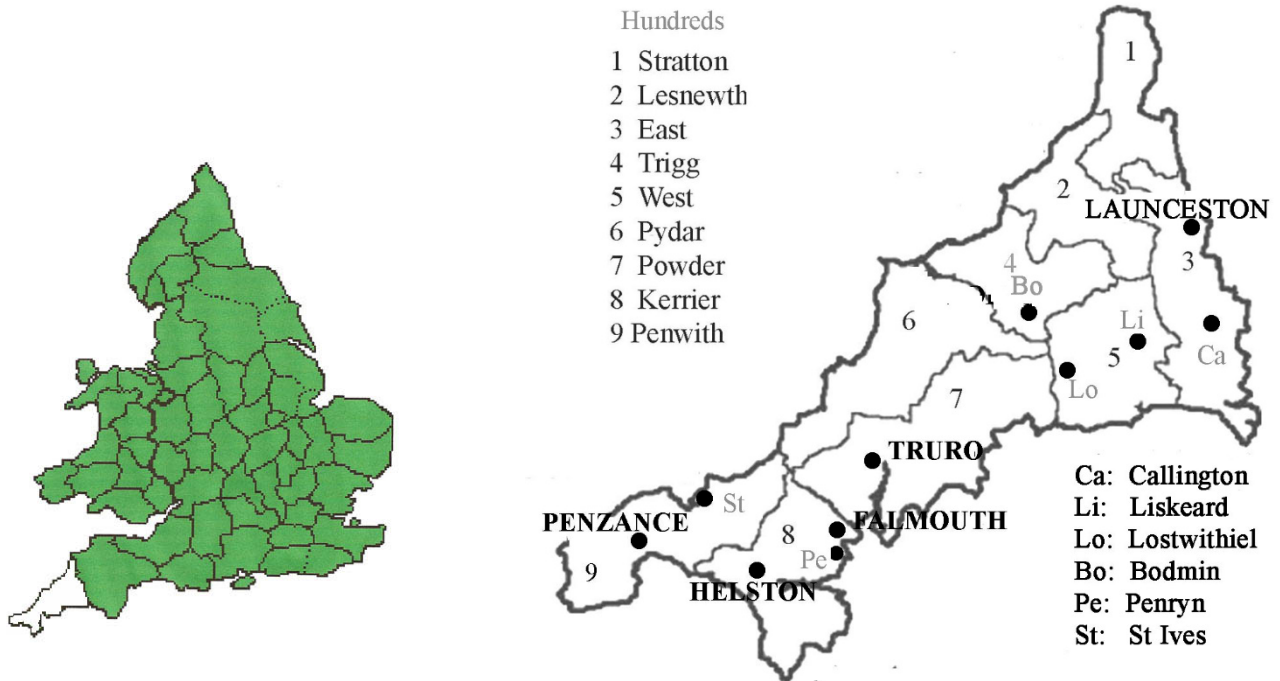 Hundreds
1 Stratton
2 Lesnewth
3 East
4 Trigg
5 West
6 Pydar
7 Powder
8 Kerrier
9 Penwith
1
2
LAUNCESTON
3
4
Bo
6
Li
5
Ca
Lo
7
TRURO
St
PENZANCE
FALMOUTH
8
Pe
9
HELSTON
Ca: Callington
Li: Liskeard
Lo: Lostwithiel
Bo: Bodmin
Pe: Penryn
St: St Ives